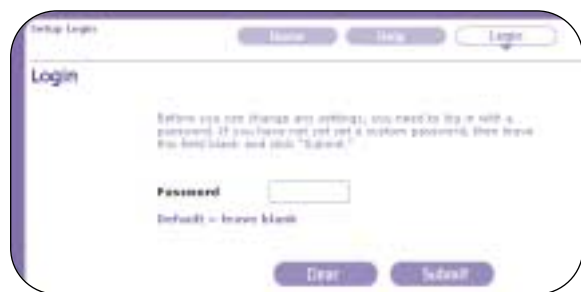 Setup Login
Home Help Login
Login
Before you can change any settings, you need to log in with a
password. If you have not yet set a custom password, then leave
this field blank and click "Submit."
Password
Default = leave blank
Clear Submit